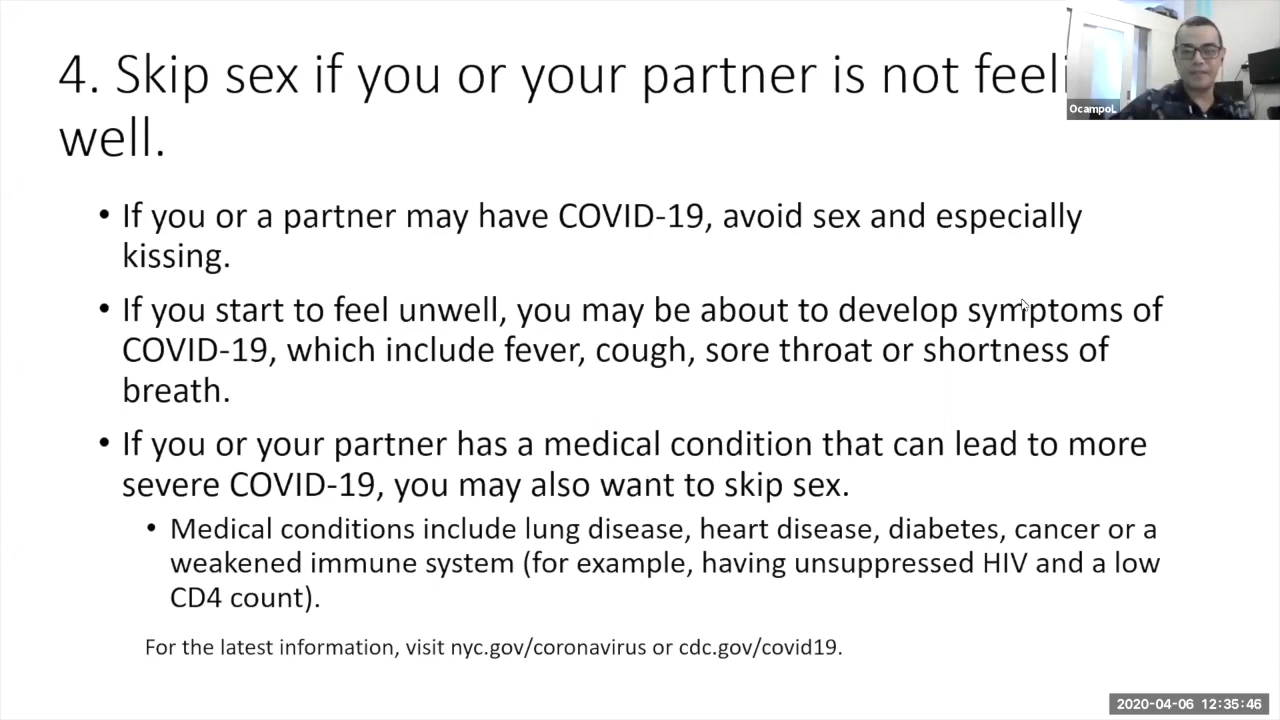 4. Skip sex if you or your partner is not feeli
well.
OcampoL
• If you or a partner may have COVID-19, avoid sex and especially
kissing.
• If you start to feel unwell, you may be about to develop symptoms of
COVID-19, which include fever, cough, sore throat or shortness of
breath.
• If you or your partner has a medical condition that can lead to more
severe COVID-19, you may also want to skip sex.
• Medical conditions include lung disease, heart disease, diabetes, cancer or a
weakened immune system (for example, having unsuppressed HIV and a low
CD4 count).
For the latest information, visit nyc.gov/coronavirus or cdc.gov/covid19.
2020-04-06 12:35:46